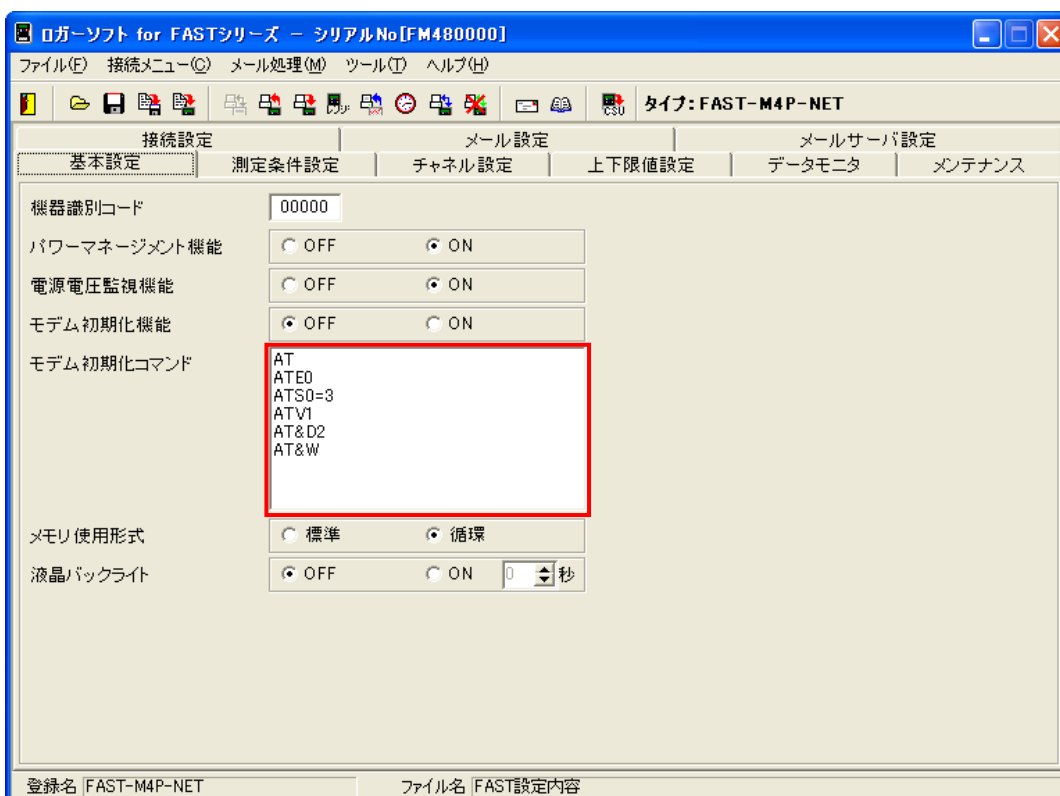 ロガーソフト for FASTシリーズ － シリアルNo[FM480000]
ファイル(F) 接続メニュー(C) メール処理(M) ツール(T) ヘルプ(H)
タイプ：FAST-M4P-NET
接続設定 メール設定 メールサーバ設定
基本設定 測定条件設定 チャネル設定 上下限値設定 データモニタ メンテナンス
機器識別コード 00000
パワーマネージメント機能 OFF ON
電源電圧監視機能 OFF ON
モデム初期化機能 OFF ON
モデム初期化コマンド
AT
ATE0
ATS0=3
ATV1
AT&D2
AT&W
メモリ使用形式 標準 循環
液晶バックライト OFF ON 0 秒
登録名 FAST-M4P-NET ファイル名 FAST設定内容